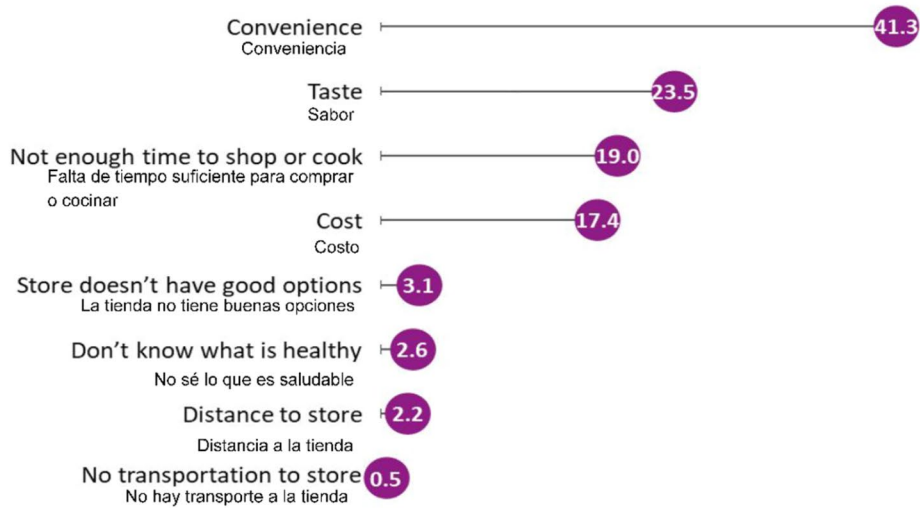 Convenience 41.3
Conveniencia
Taste 23.5
Sabor
Not enough time to shop or cook 19.0
Falta de tiempo suficiente para comprar
o cocinar
Cost 17.4
Costo
Store doesn't have good options 3.1
La tienda no tiene buenas opciones
Don't know what is healthy 2.6
No sé lo que es saludable
Distance to store 2.2
Distancia a la tienda
No transportation to store 0.5
No hay transporte a la tienda